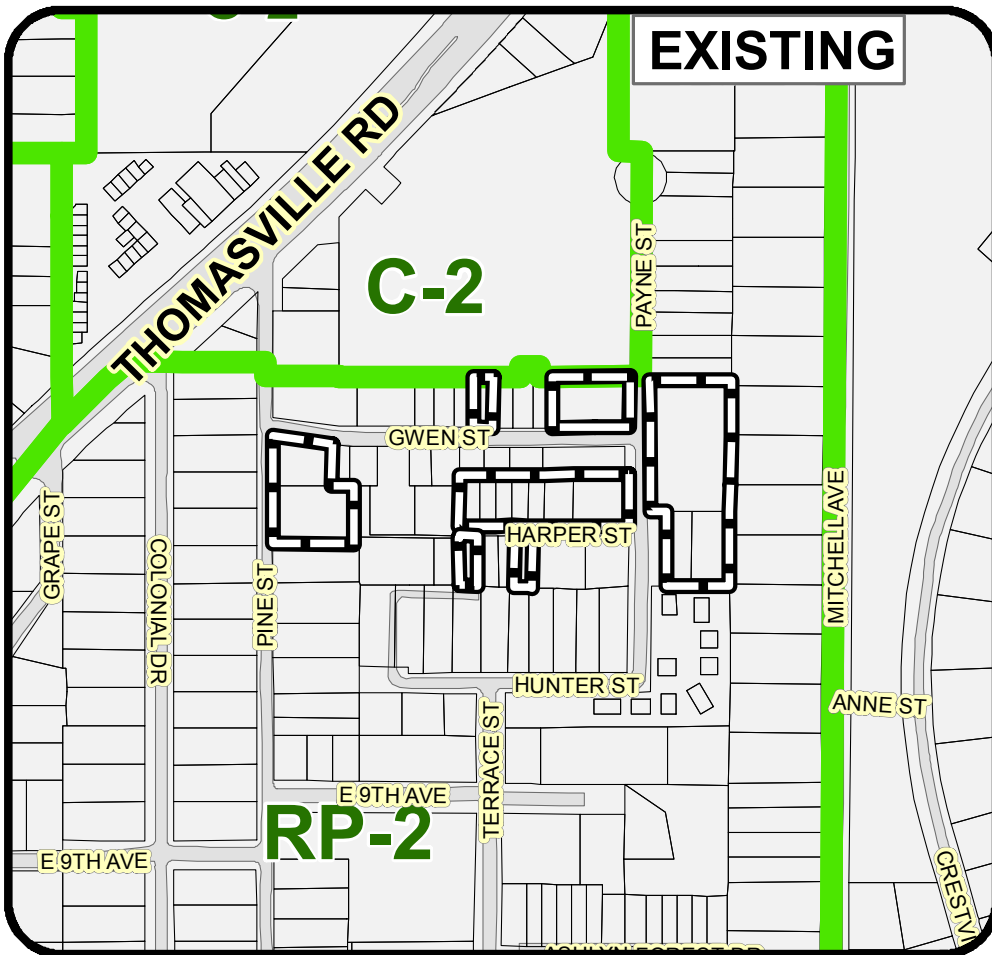 EXISTING
THOMASVILLE RD
C-2
PAYNE ST
GWEN ST
HARPER ST
GRAPE ST
COLONIAL DR
PINE ST
MITCHELL AVE
HUNTER ST
ANNE ST
TERRACE ST
E 9TH AVE
RP-2
E 9TH AVE
CRESTVI